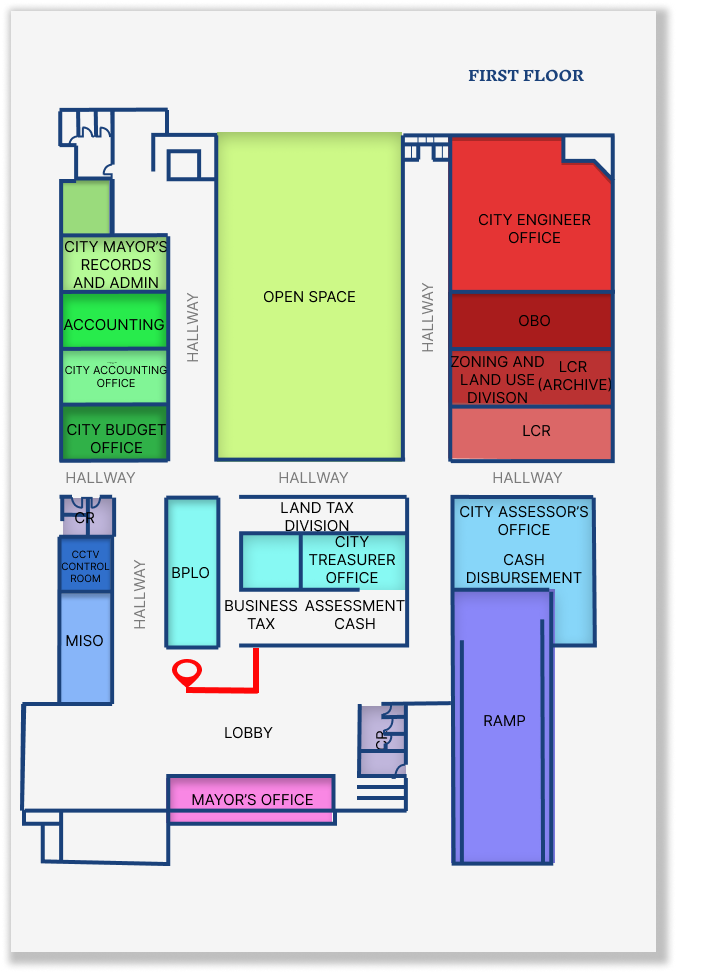 FIRST FLOOR
CITY ENGINEER
OFFICE
CITY MAYOR'S
RECORDS
AND ADMIN
OPEN SPACE
HALLWAY
HALLWAY
ACCOUNTING
OBO
CITY ACCOUNTING
OFFICE
ZONING AND
LAND USE
DIVISON
LCR
(ARCHIVE)
CITY BUDGET
OFFICE
LCR
HALLWAY
HALLWAY
HALLWAY
CR
LAND TAX
DIVISION
CITY ASSESSOR'S
OFFICE
CCTV
CONTROL
ROOM
HALLWAY
BPLO
CITY
TREASURER
OFFICE
CASH
DISBURSEMENT
MISO
BUSINESS
TAX
ASSESSMENT
CASH
LOBBY
CR
RAMP
MAYOR'S OFFICE